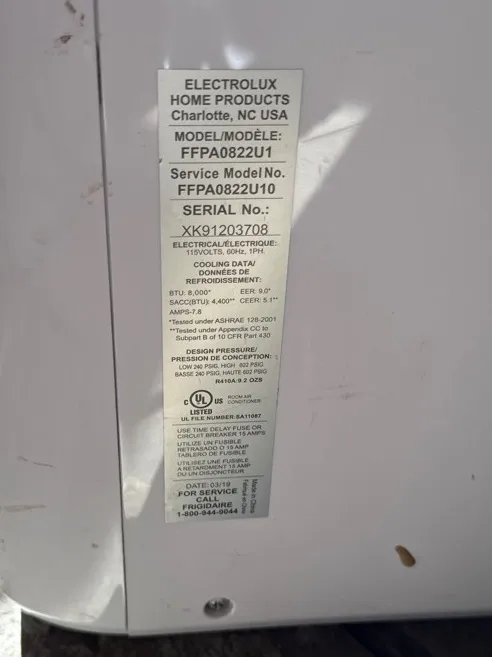 ELECTROLUX
HOME PRODUCTS
Charlotte, NC USA
MODEL/MODÈLE:
FFPA0822U1
Service Model No.
FFPA0822U10
SERIAL No.:
XK91203708
ELECTRICAL/ÉLECTRIQUE:
115VOLTS, 60Hz, 1PH.
COOLING DATA/
DONNÉES DE
REFROIDISSEMENT:
BTU: 8,000* EER: 9.0*
SACC(BTU): 4,400** CEER: 5.1**
AMPS-7.8
*Tested under ASHRAE 128-2001
**Tested under Appendix CC to
Subpart B of 10 CFR Part 430
DESIGN PRESSURE/
PRESSION DE CONCEPTION:
LOW 240 PSIG, HIGH 602 PSIG
BASSE 240 PSIG, HAUTE 602 PSIG
R410A:9.2 OZS
C UL US ROOM AIR
CONDITIONER
LISTED
UL FILE NUMBER:SA11087
USE TIME DELAY FUSE OR
CIRCUIT BREAKER 15 AMPS
UTILIZE UN FUSIBLE
RETRASADO O 15 AMP
TABLERO DE FUSIBLE
UTILISEZ UNE FUSIBLE
A RETARDMENT 15 AMP
OU UN DISJONCTEUR
DATE: 03/19
FOR SERVICE
CALL
FRIGIDAIRE
1-800-944-9044
Made in China
Fabriqué en Chine